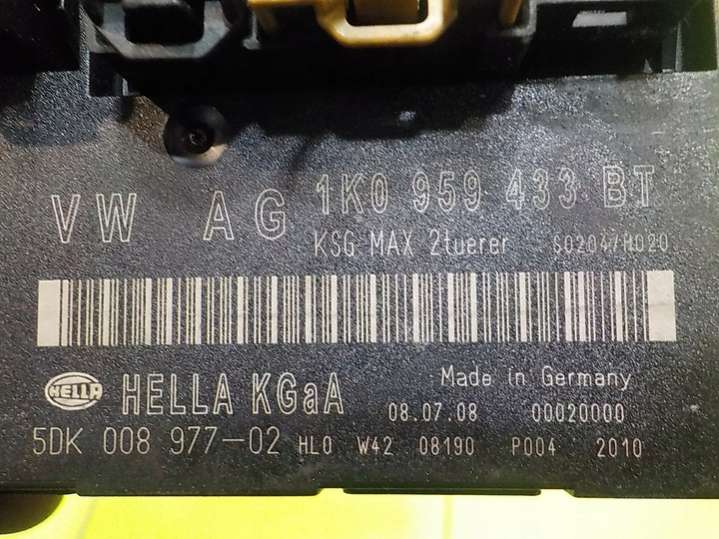 VW AG 1K0 959 433 BT
KSG MAX 2tuerer S02047H020
HELLA HELLA KGaA Made in Germany
08.07.08 00020000
5DK 008 977-02 HL0 W42 08190 P004 2010